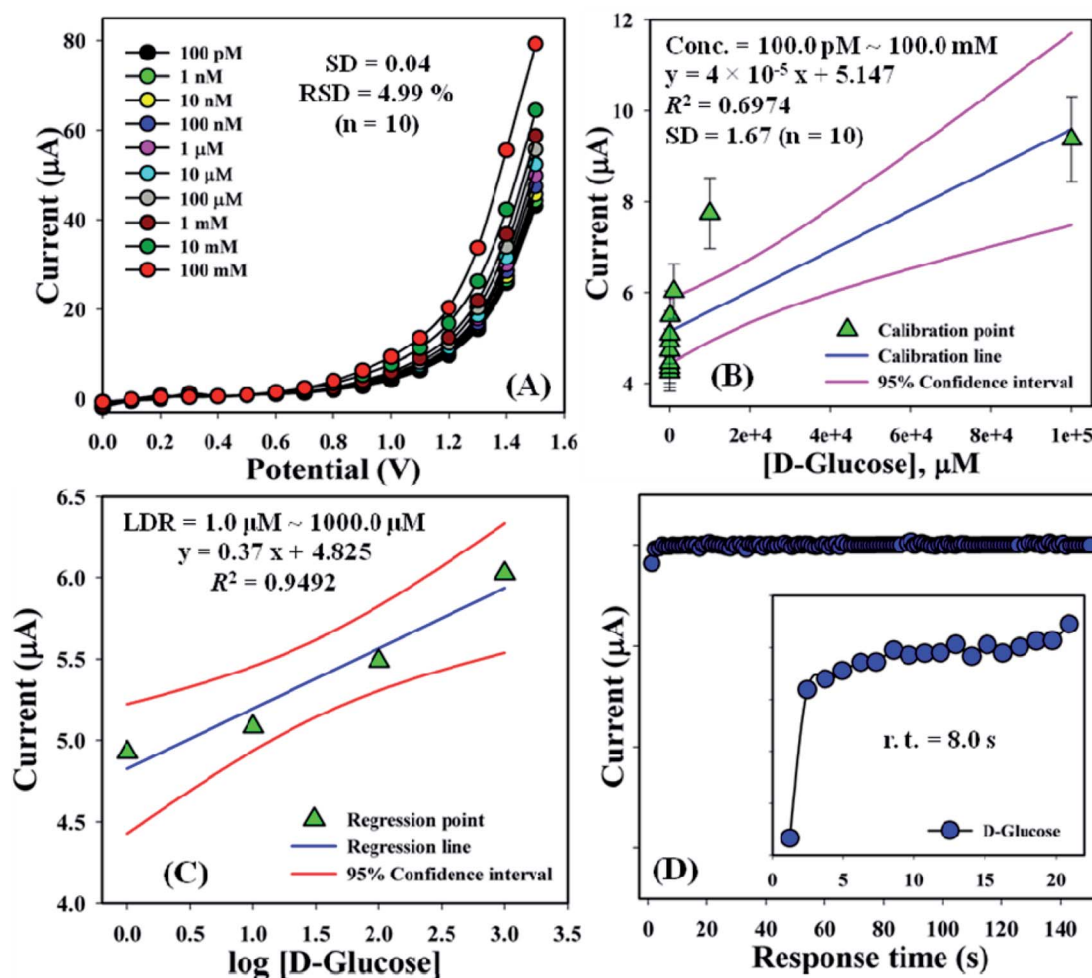 80
60
40
20
0
Current (µA)
100 pM
1 nM
10 nM
100 nM
1 µM
10 µM
100 µM
1 mM
10 mM
100 mM
SD = 0.04
RSD = 4.99 %
(n = 10)
(A)
0.0 0.2 0.4 0.6 0.8 1.0 1.2 1.4 1.6
Potential (V)
12
10
8
6
4
Current (µA)
Conc. = 100.0 pM ~ 100.0 mM
y = 4 × 10⁻⁵ x + 5.147
R² = 0.6974
SD = 1.67 (n = 10)
Calibration point
Calibration line
95% Confidence interval
(B)
0 2e+4 4e+4 6e+4 8e+4 1e+5
[D-Glucose], µM
6.5
6.0
5.5
5.0
4.5
4.0
Current (µA)
LDR = 1.0 µM ~ 1000.0 µM
y = 0.37 x + 4.825
R² = 0.9492
Regression point
Regression line
95% Confidence interval
(C)
0.0 0.5 1.0 1.5 2.0 2.5 3.0 3.5
log [D-Glucose]
Current (µA)
r. t. = 8.0 s
D-Glucose
0 5 10 15 20
(D)
0 20 40 60 80 100 120 140
Response time (s)